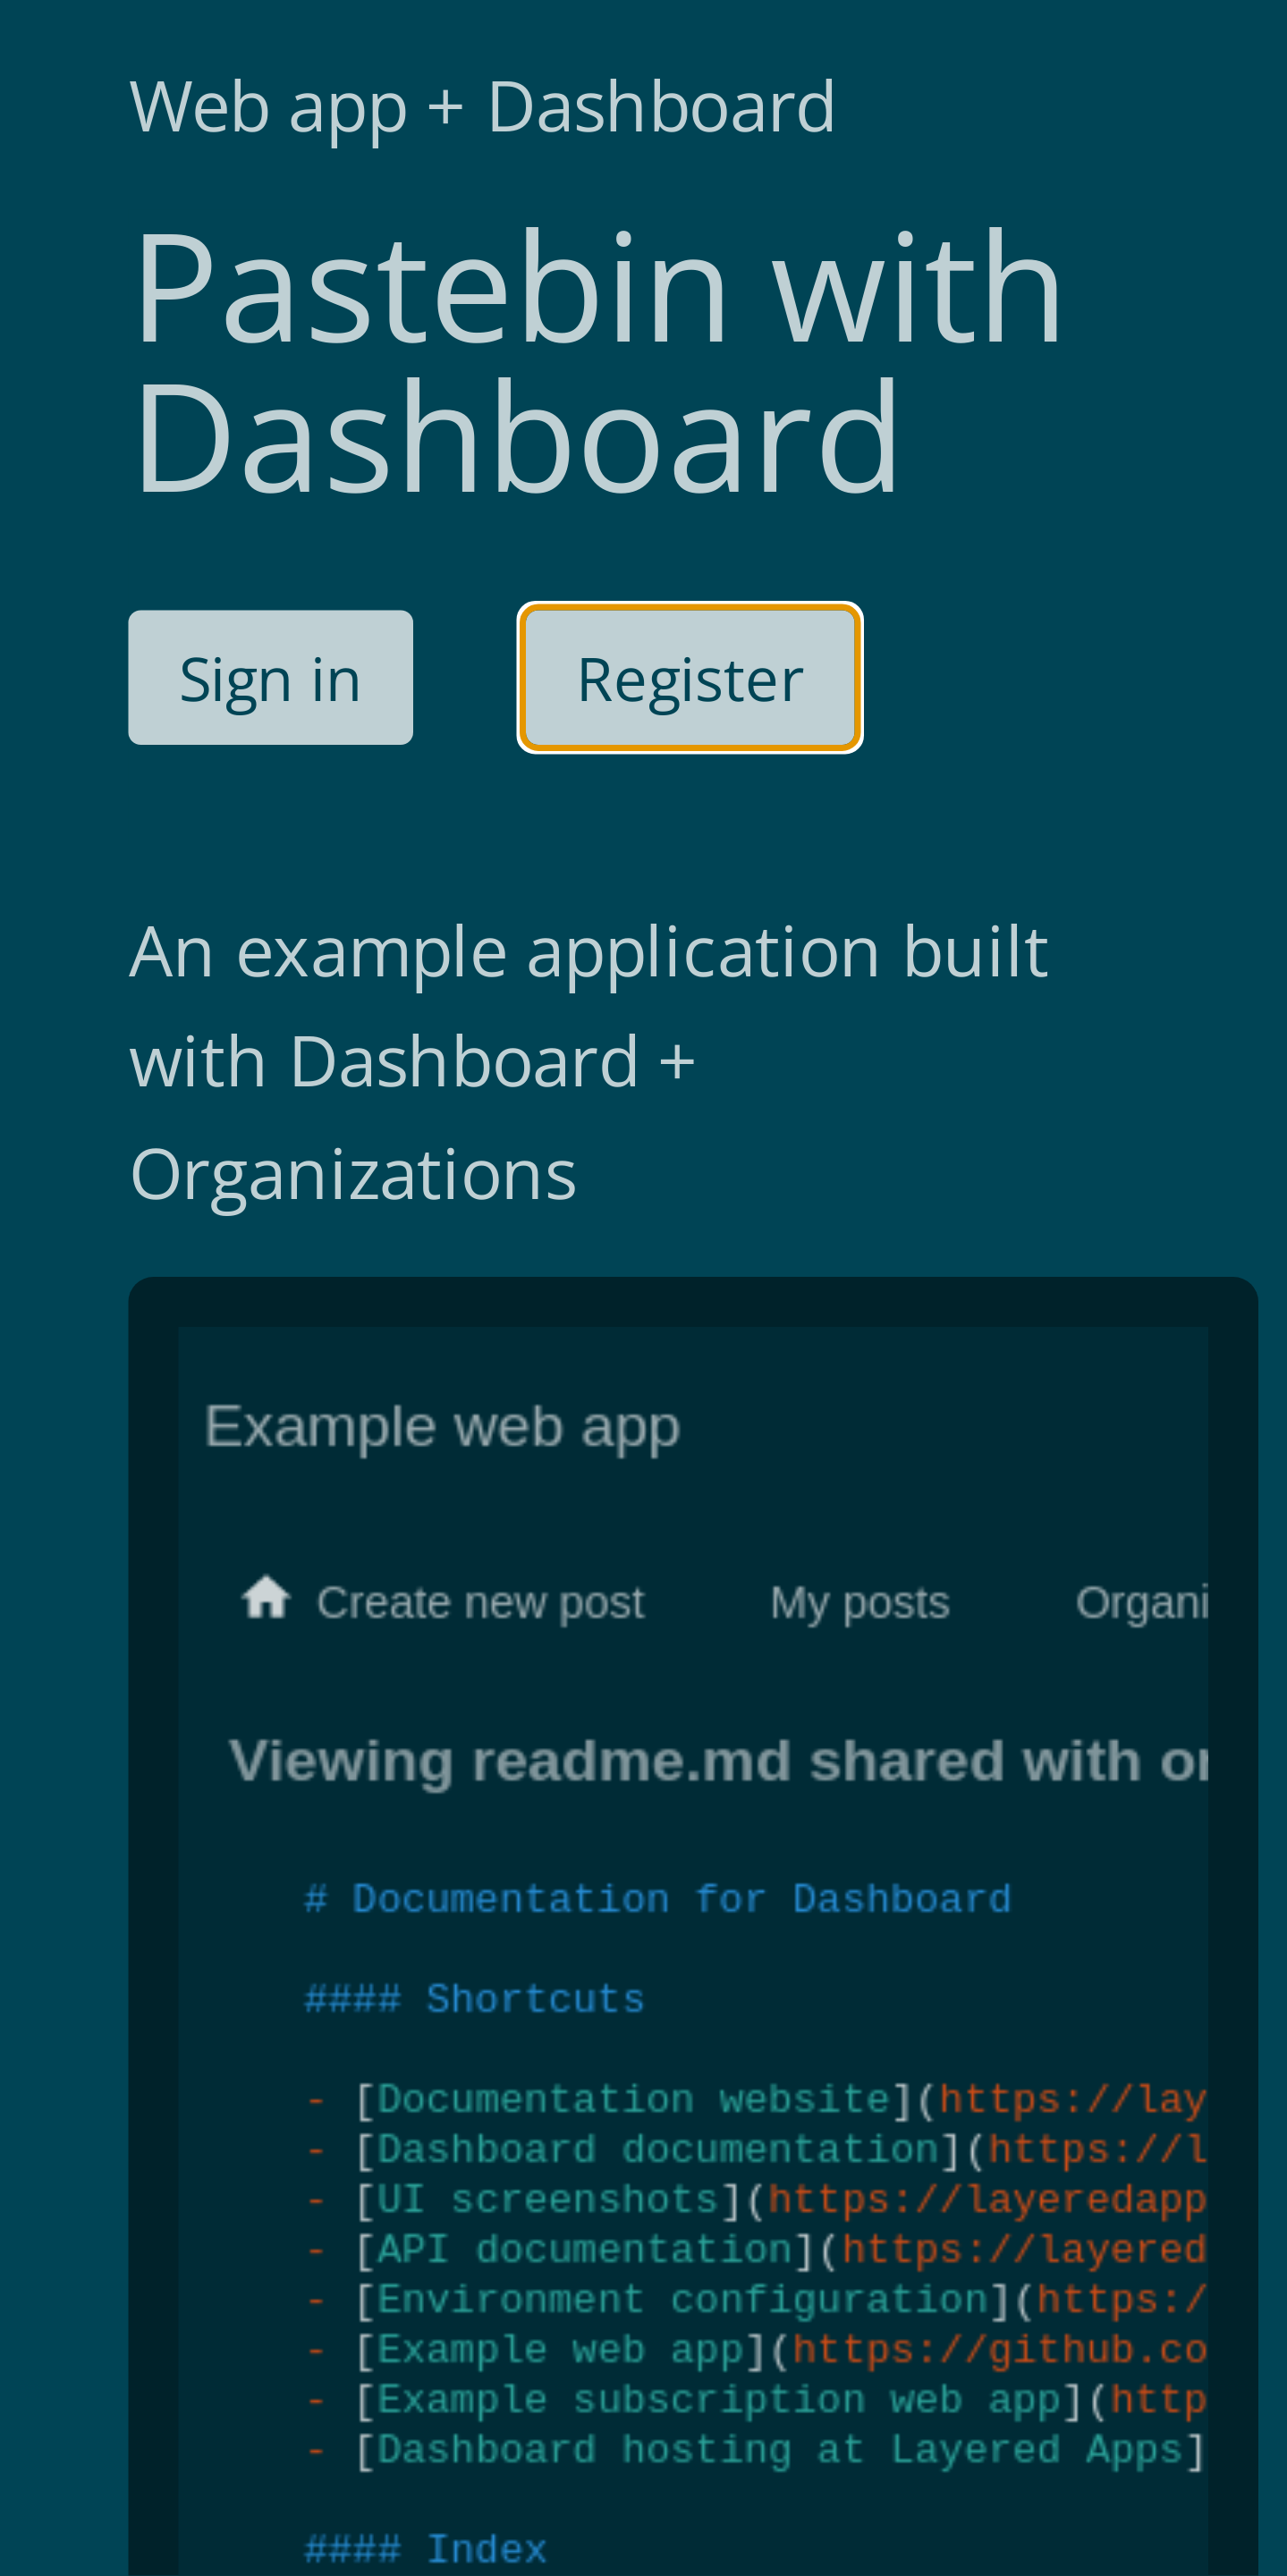 Web app + Dashboard
Pastebin with
Dashboard
Sign in
Register
An example application built
with Dashboard +
Organizations
Example web app
Create new post
My posts
Organi
Viewing readme.md shared with or
# Documentation for Dashboard
#### Shortcuts
- [Documentation website](https://lay
- [Dashboard documentation](https://l
- [UI screenshots](https://layeredapp
- [API documentation](https://layered
- [Environment configuration](https:/
- [Example web app](https://github.co
- [Example subscription web app](http
- [Dashboard hosting at Layered Apps]
#### Index